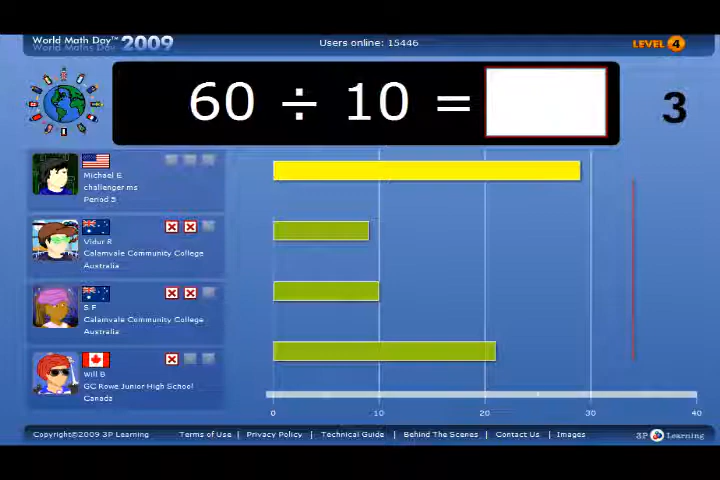 World Math Day™ 2009
World Maths Day
Users online: 15446
LEVEL 4
60 ÷ 10 =
3
Michael E
challenger ms
Period 5
Vidur R
Calamvale Community College
Australia
S F
Calamvale Community College
Australia
Will B
GC Rowe Junior High School
Canada
0 10 20 30 40
Copyright©2009 3P Learning | Terms of Use | Privacy Policy | Technical Guide | Behind The Scenes | Contact Us | Images
3P Learning